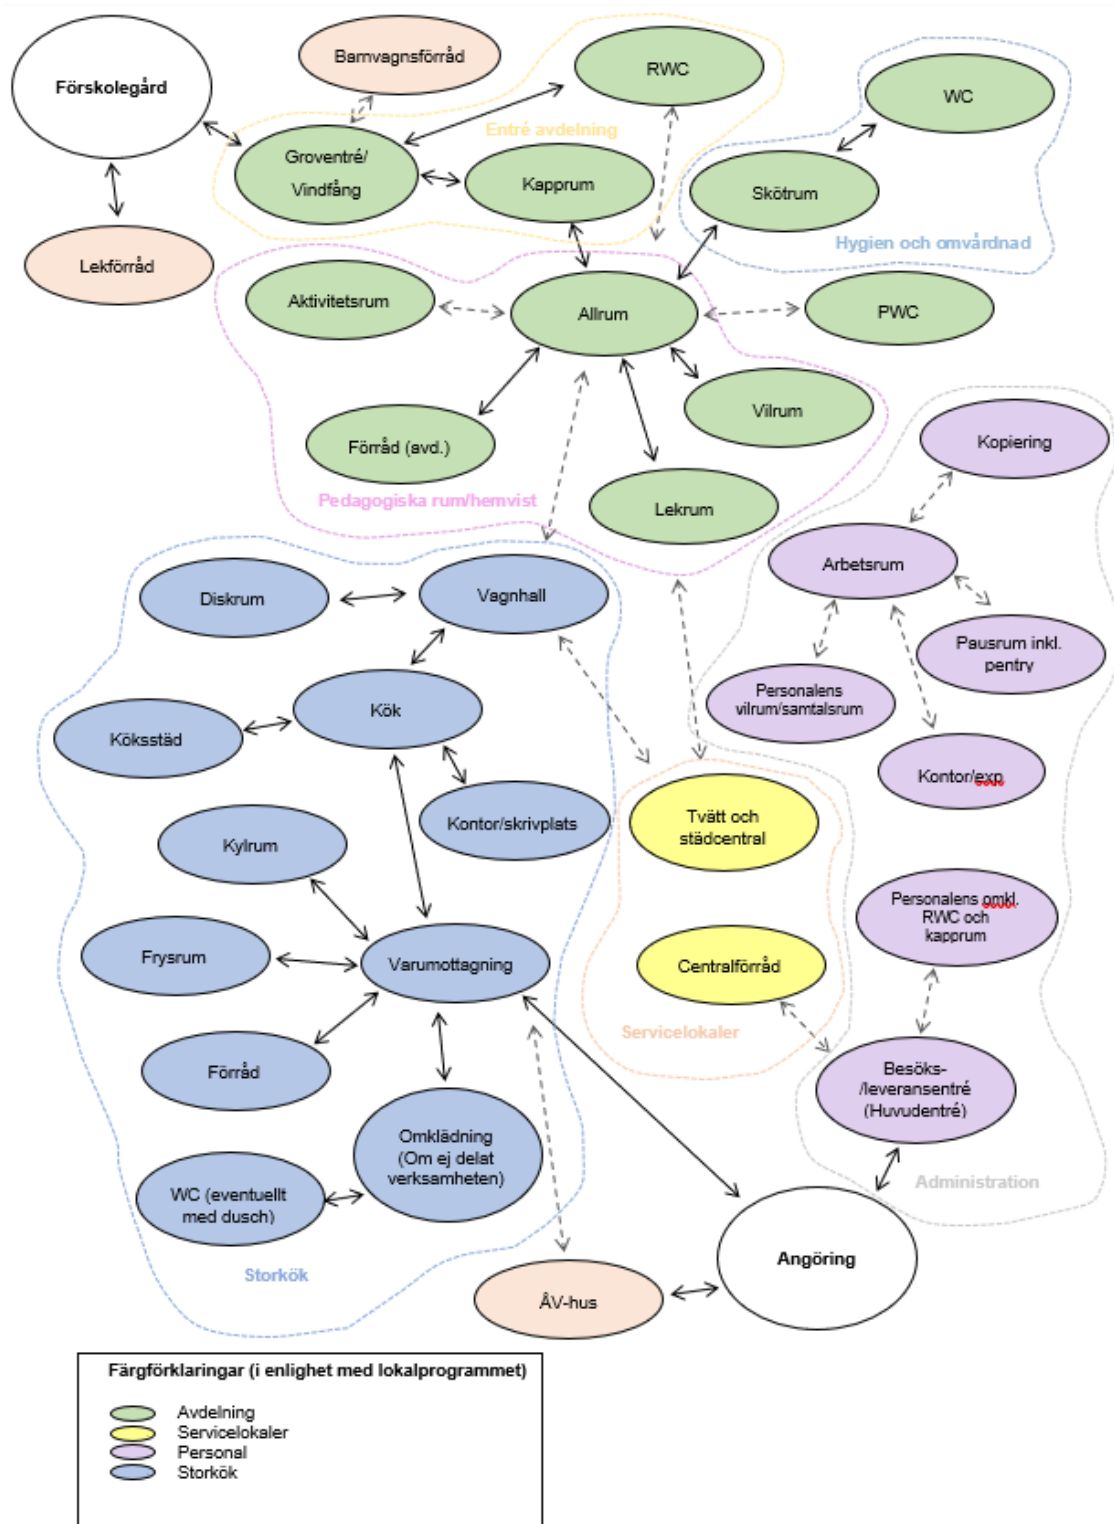 Förskolegård
Barnvagnsförråd
RWC
WC
Entré avdelning
Groventré/
Vindfång
Kapprum
Skötrum
Hygien och omvårdnad
Lekförråd
Aktivitetsrum
Allrum
PWC
Vilrum
Förråd (avd.)
Pedagogiska rum/hemvist
Lekrum
Kopiering
Arbetsrum
Diskrum
Vagnhall
Pausrum inkl.
pentry
Personalens
vilrum/samtalsrum
Kök
Köksstäd
Kontor/exp
Kontor/skrivplats
Tvätt och
städcentral
Kylrum
Personalens omkl.
RWC och
kapprum
Frysrum
Varumottagning
Centralförråd
Servicelokaler
Förråd
Besöks-
/leveransentré
(Huvudentré)
Omklädning
(Om ej delat
verksamheten)
WC (eventuellt
med dusch)
Administration
Storkök
Angöring
ÅV-hus
Färgförklaringar (i enlighet med lokalprogrammet)
Avdelning
Servicelokaler
Personal
Storkök